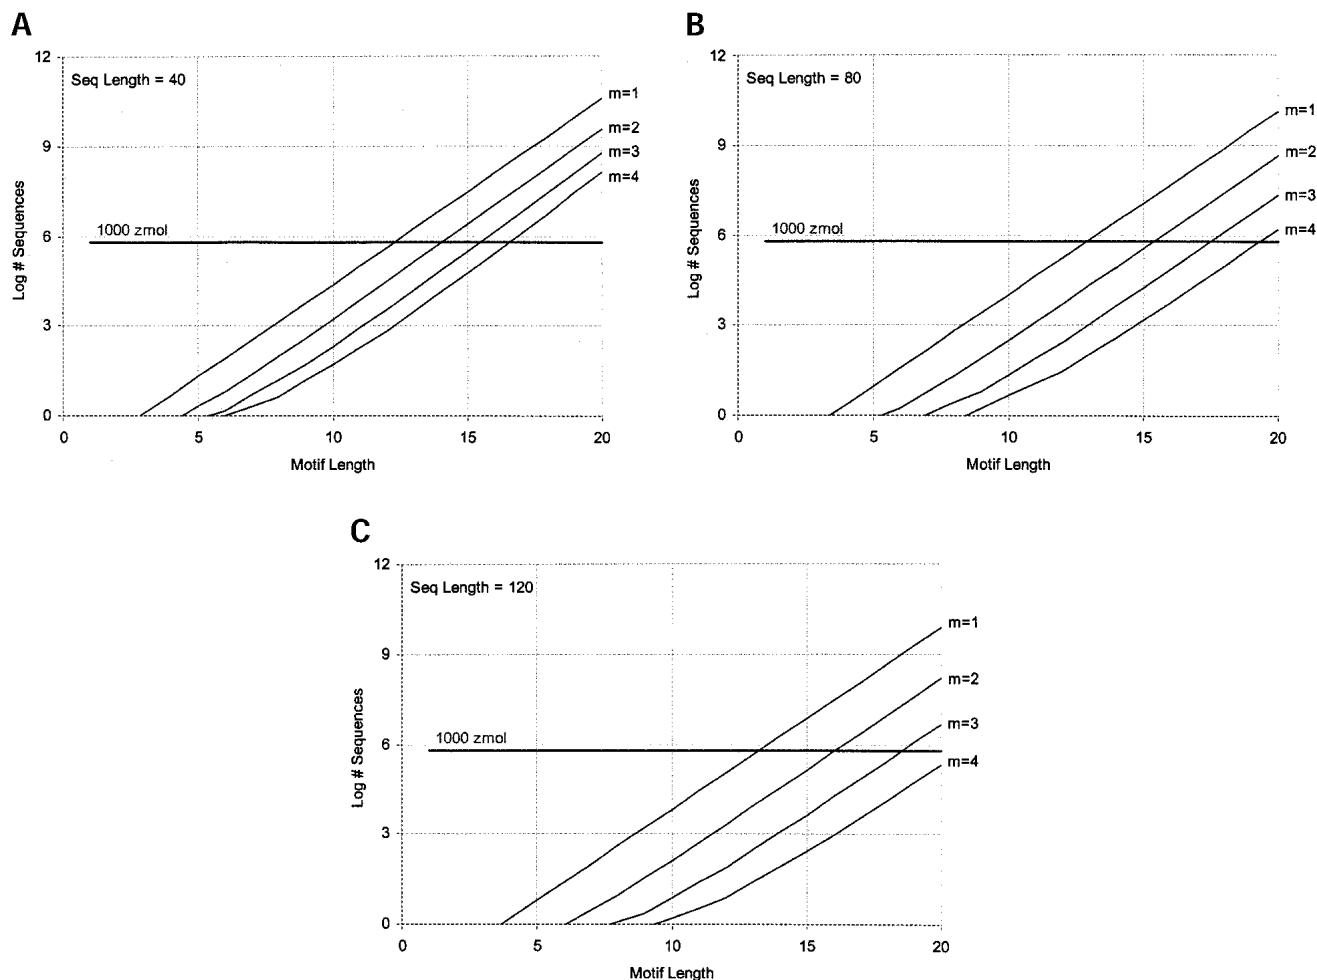 A
12
Seq Length = 40
m=1
9
m=2
m=3
m=4
Log # Sequences
6
1000 zmol
3
0
0 5 10 15 20
Motif Length
B
12
Seq Length = 80
m=1
9
m=2
m=3
m=4
Log # Sequences
6
1000 zmol
3
0
0 5 10 15 20
Motif Length
C
12
Seq Length = 120
m=1
9
m=2
m=3
m=4
Log # Sequences
6
1000 zmol
3
0
0 5 10 15 20
Motif Length